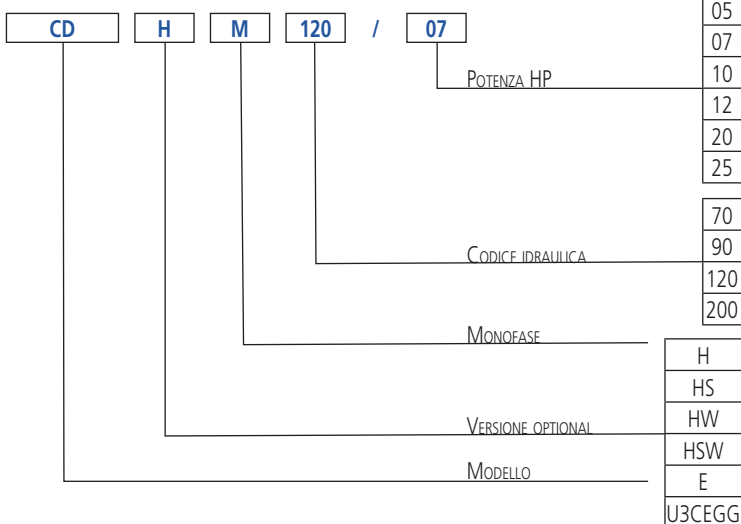 05
CD H M 120 / 07
07
Potenza HP
10
12
20
25
70
Codice idraulica
90
120
200
Monofase
H
HS
Versione optional
HW
HSW
Modello
E
U3CEGG